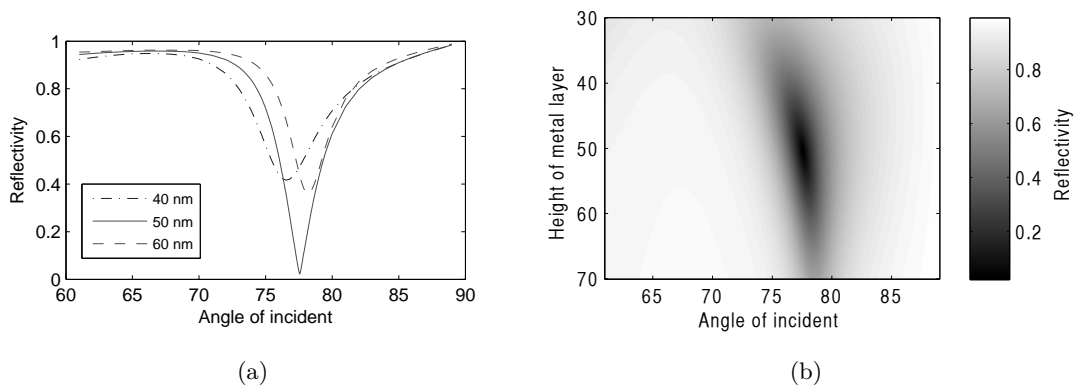 Reflectivity
1
0.8
0.6
0.4
0.2
0
40 nm
50 nm
60 nm
60 65 70 75 80 85 90
Angle of incident
(a)
Height of metal layer
30
40
50
60
70
65 70 75 80 85
Angle of incident
0.8
0.6
0.4
0.2
Reflectivity
(b)